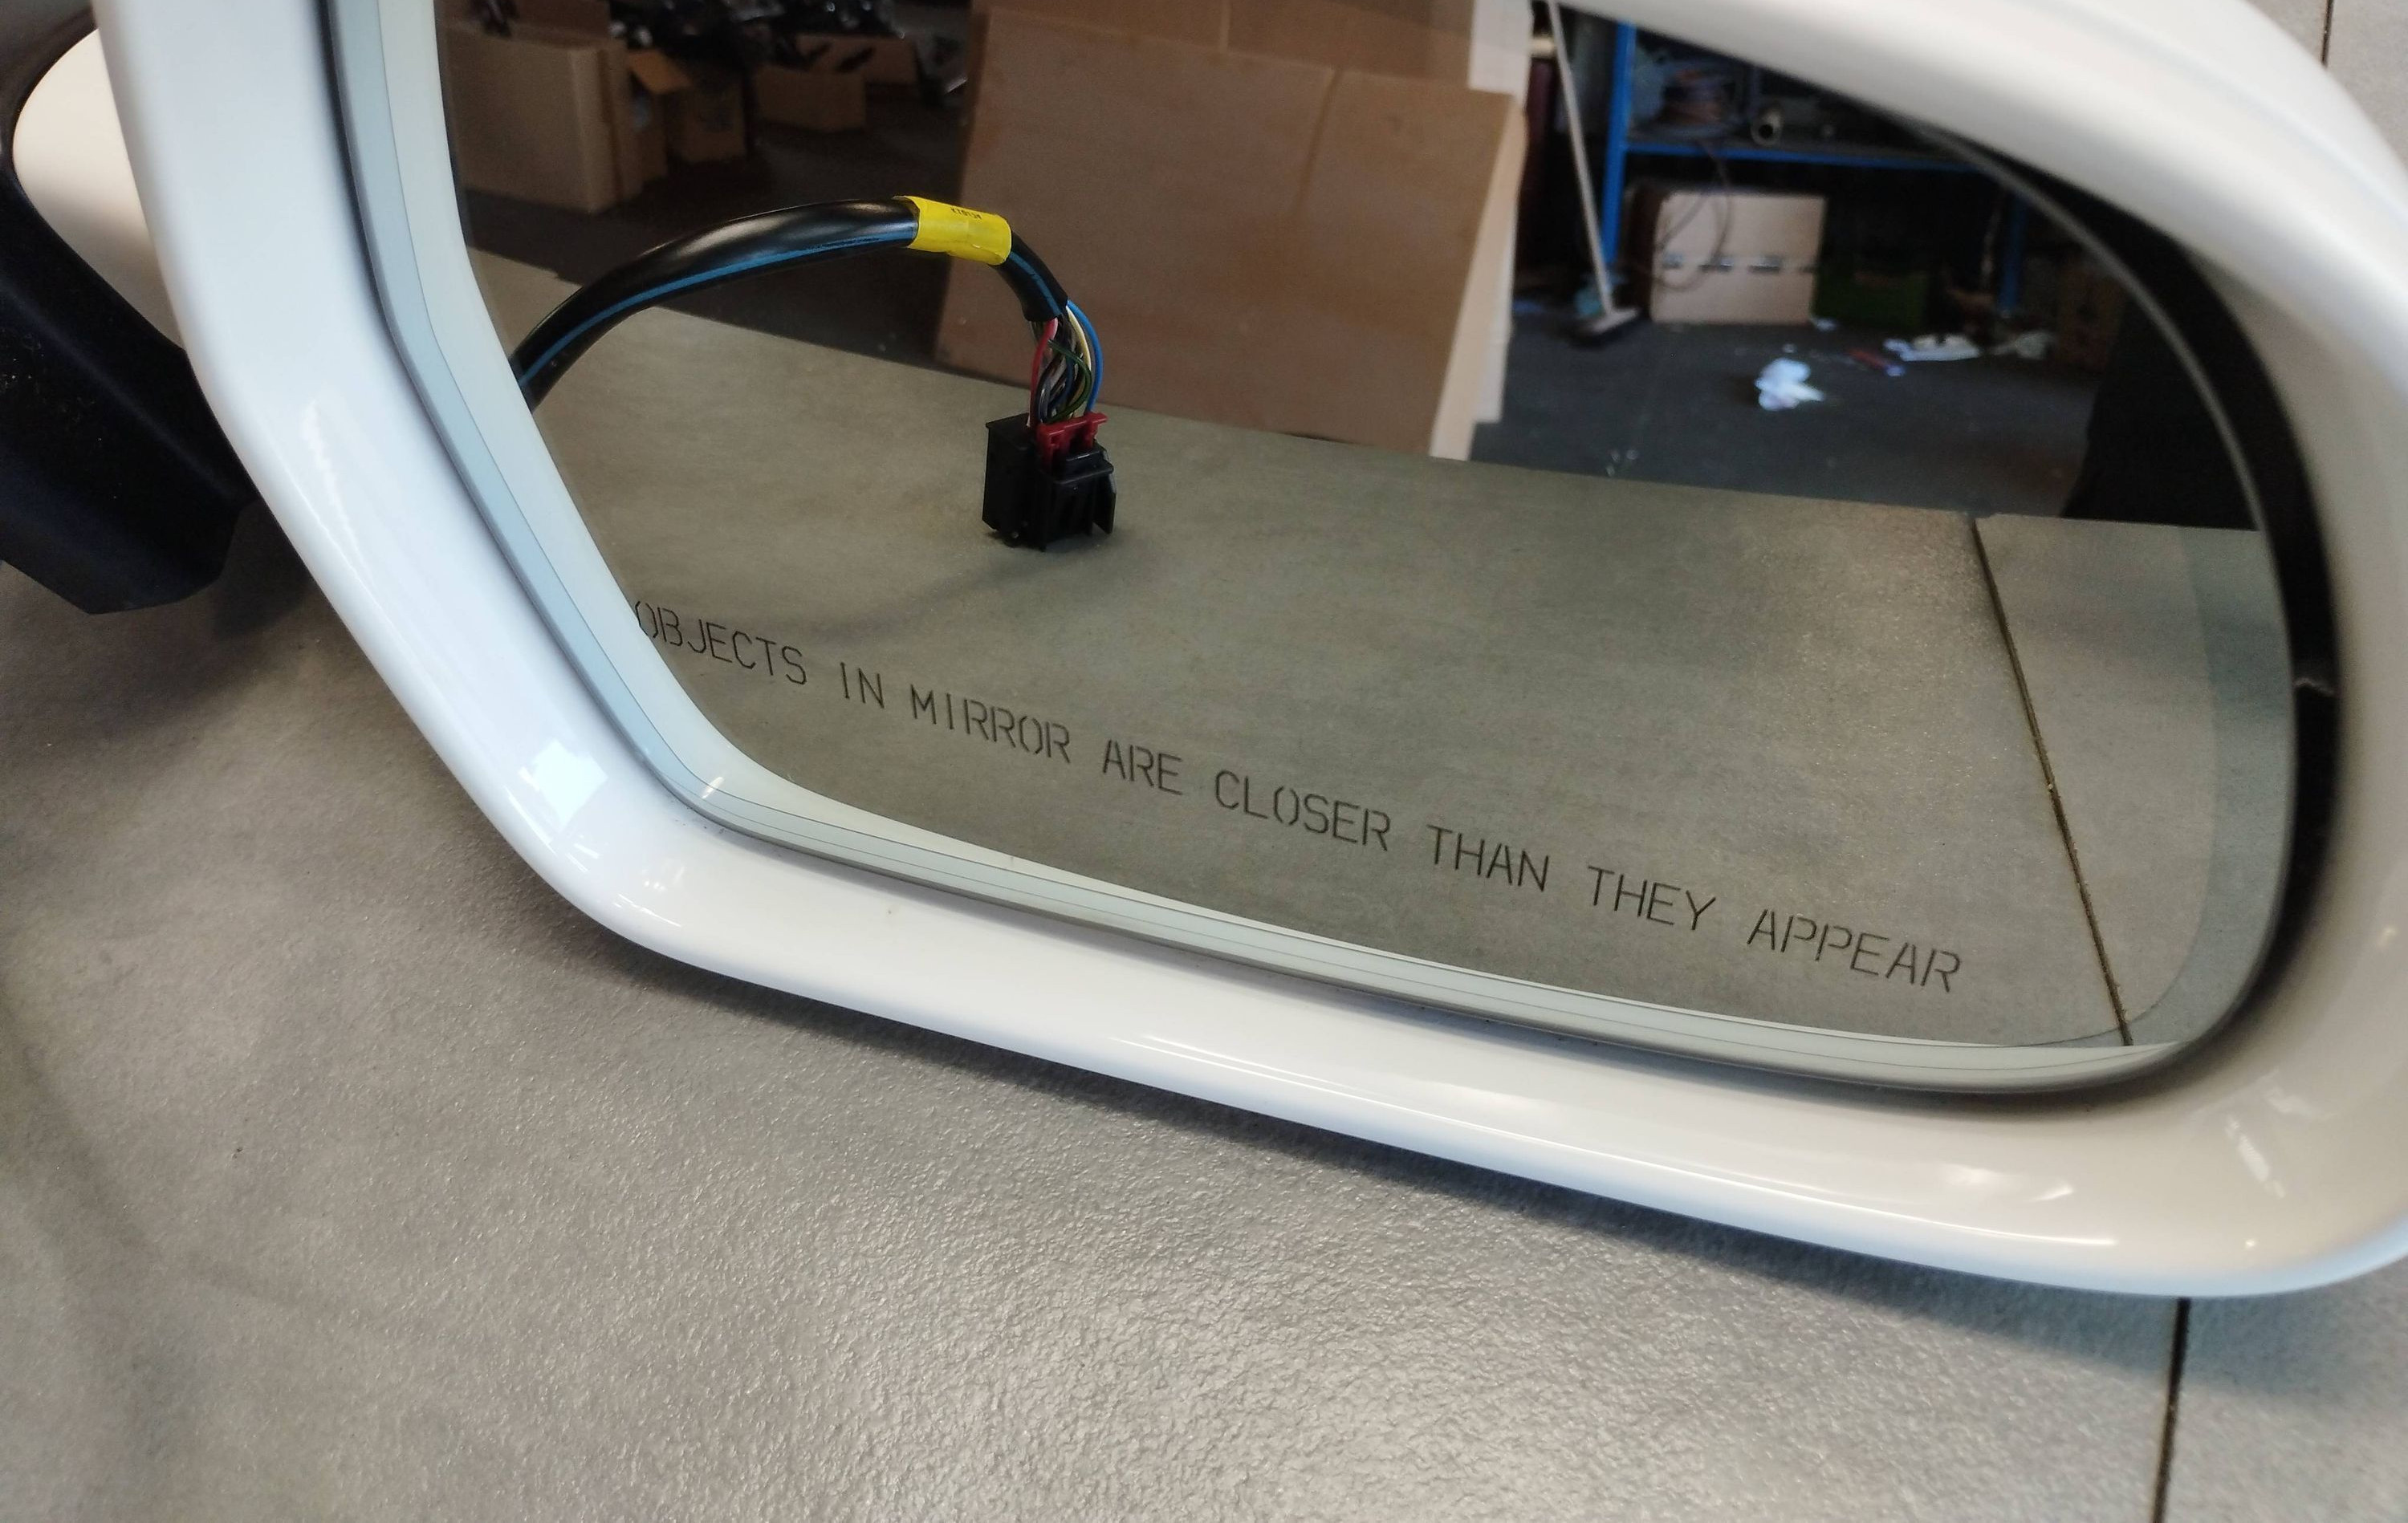 OBJECTS IN MIRROR ARE CLOSER THAN THEY APPEAR